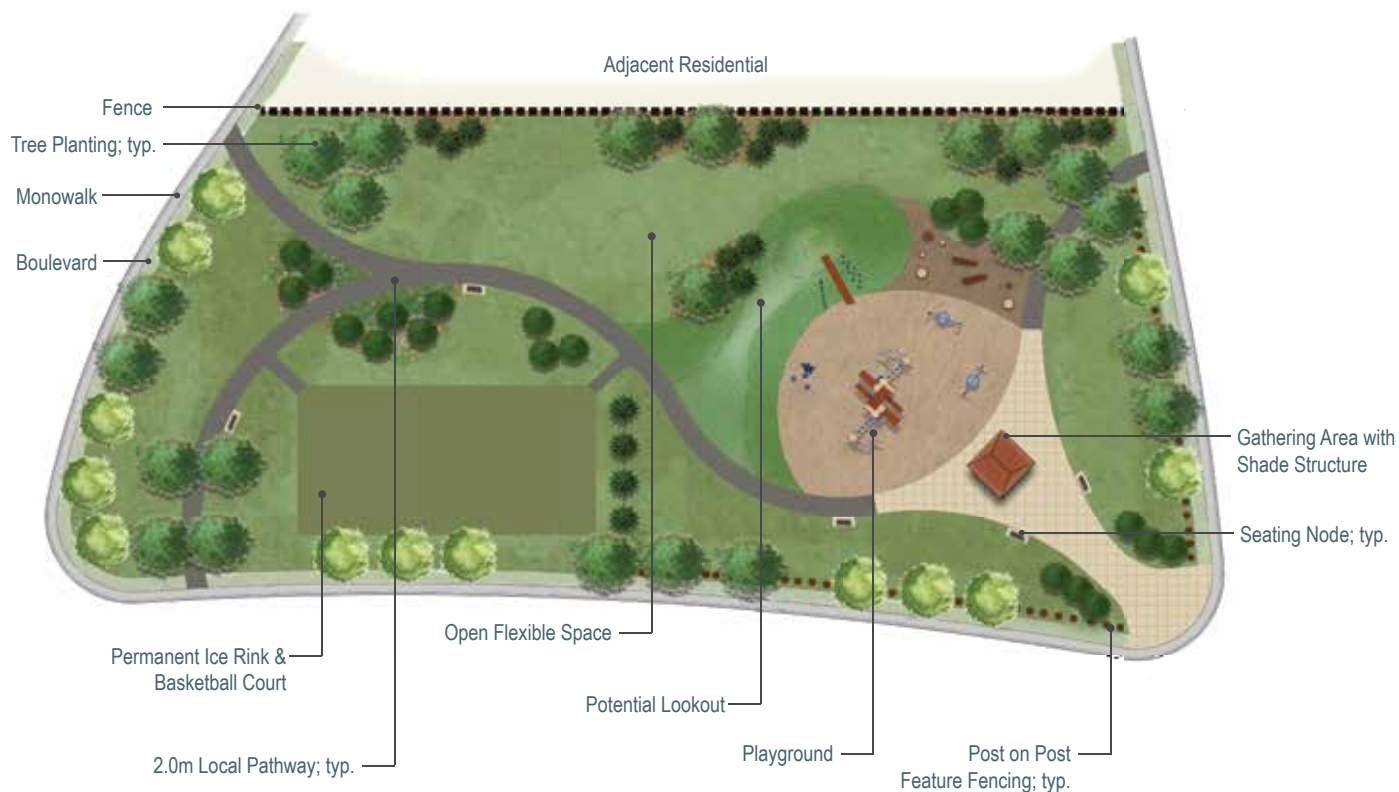 Adjacent Residential
Fence
Tree Planting; typ.
Monowalk
Boulevard
Gathering Area with
Shade Structure
Seating Node; typ.
Open Flexible Space
Permanent Ice Rink &
Basketball Court
Potential Lookout
Playground
Post on Post
Feature Fencing; typ.
2.0m Local Pathway; typ.